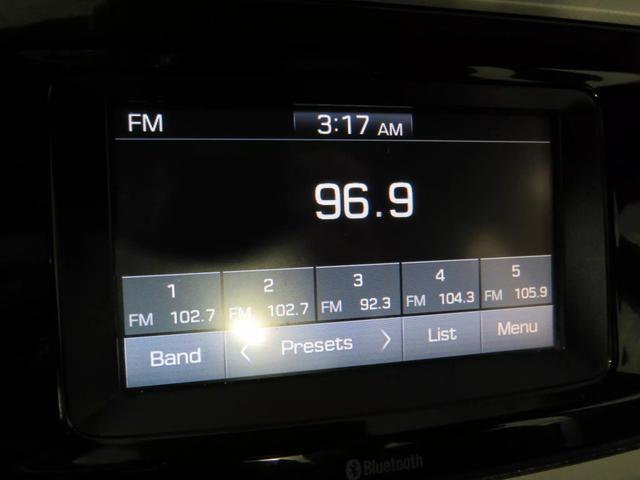 FM 3:17 AM
96.9
1 2 3 4 5
FM 102.7 FM 102.7 FM 92.3 FM 104.3 FM 105.9
Band < Presets > List Menu
Bluetooth